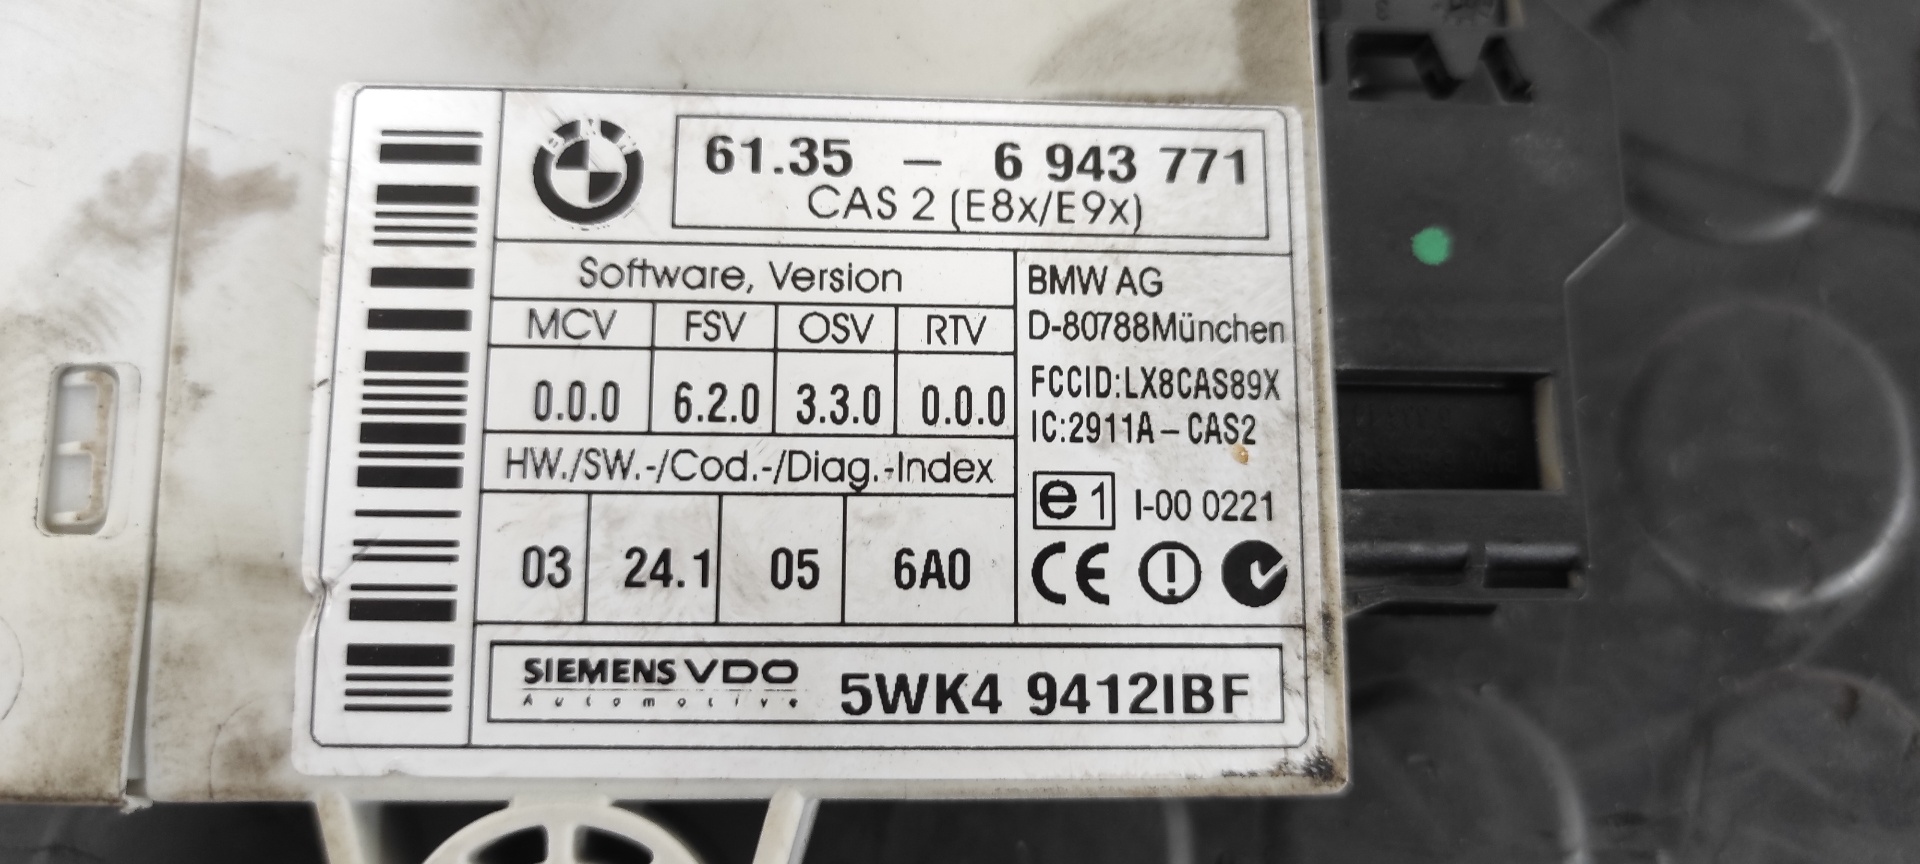 BMW
61.35 – 6 943 771
CAS 2 (E8x/E9x)
Software, Version
MCV FSV OSV RTV
0.0.0 6.2.0 3.3.0 0.0.0
HW./SW.-/Cod.-/Diag.-Index
03 24.1 05 6A0
BMW AG
D-80788München
FCCID:LX8CAS89X
IC:2911A – CAS2
e1 I-00 0221
CE
SIEMENS VDO
Automotive
5WK4 9412IBF